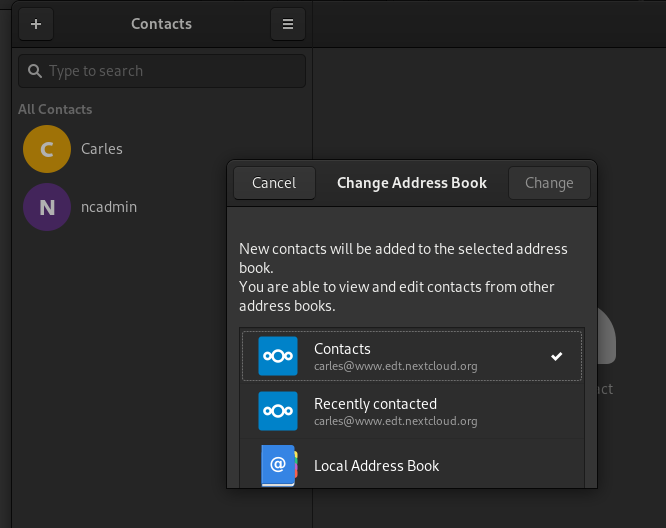 Contacts
Type to search
All Contacts
C Carles
N ncadmin
Cancel Change Address Book Change
New contacts will be added to the selected address
book.
You are able to view and edit contacts from other
address books.
Contacts
carles@www.edt.nextcloud.org
Recently contacted
carles@www.edt.nextcloud.org
@ Local Address Book